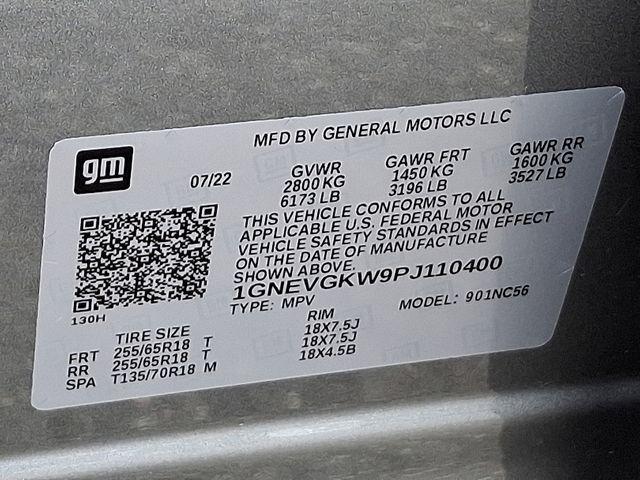 gm
MFD BY GENERAL MOTORS LLC
07/22
GVWR GAWR FRT GAWR RR
2800 KG 1450 KG 1600 KG
6173 LB 3196 LB 3527 LB
THIS VEHICLE CONFORMS TO ALL
APPLICABLE U.S. FEDERAL MOTOR
VEHICLE SAFETY STANDARDS IN EFFECT
ON THE DATE OF MANUFACTURE
SHOWN ABOVE.
1GNEVGKW9PJ110400
130H
TYPE: MPV MODEL: 901NC56
TIRE SIZE RIM
FRT 255/65R18 T 18X7.5J
RR 255/65R18 T 18X7.5J
SPA T135/70R18 M 18X4.5B